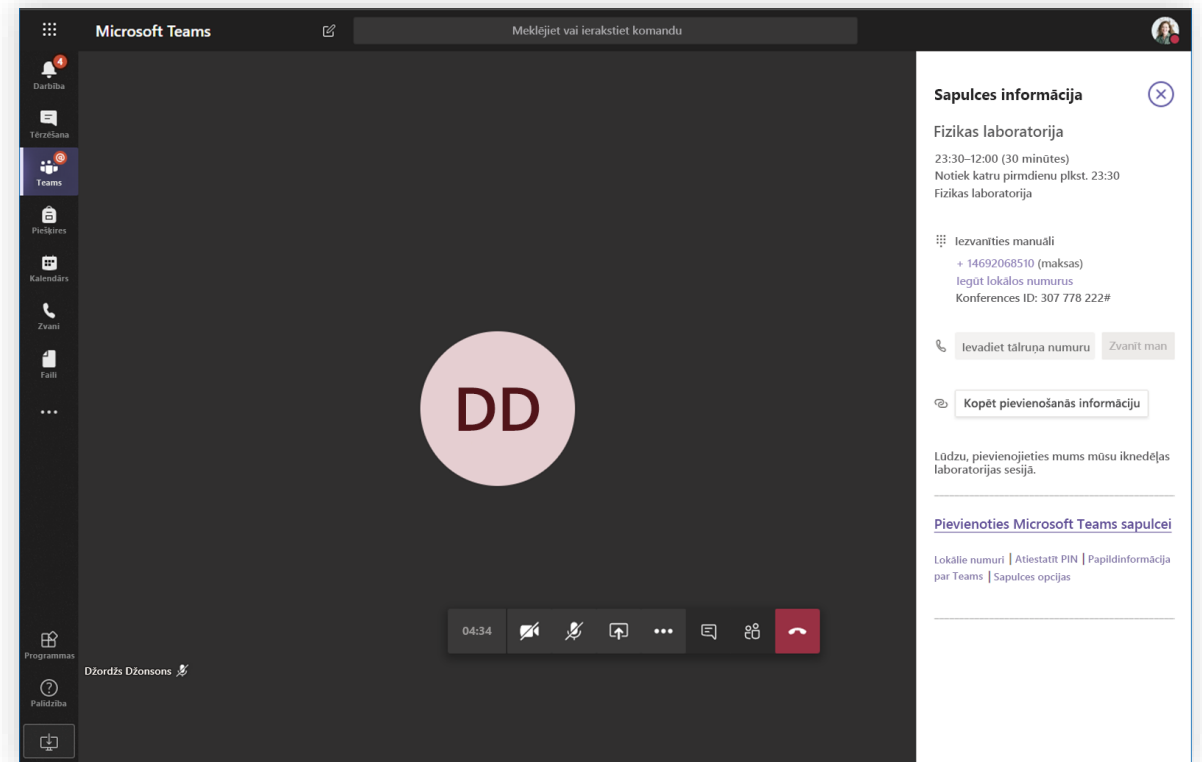 Microsoft Teams
Meklējiet vai ierakstiet komandu
4
Darbība
Tērzēšana
@
Teams
Piešķires
Kalendārs
Zvani
Faili
Programmas
Palīdzība
DD
04:34
Džordžs Džonsons
Sapulces informācija
Fizikas laboratorija
23:30–12:00 (30 minūtes)
Notiek katru pirmdienu plkst. 23:30
Fizikas laboratorija
Iezvanīties manuāli
+ 14692068510 (maksas)
Iegūt lokālos numurus
Konferences ID: 307 778 222#
Ievadiet tālruņa numuru
Zvanīt man
Kopēt pievienošanās informāciju
Lūdzu, pievienojieties mums mūsu iknedēļas
laboratorijas sesijā.
Pievienoties Microsoft Teams sapulcei
Lokālie numuri | Atiestatīt PIN | Papildinformācija
par Teams | Sapulces opcijas